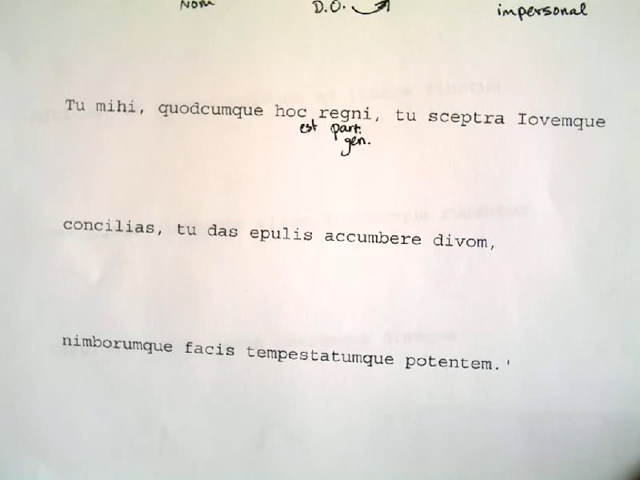 Nom D.O. impersonal
Tu mihi, quodcumque hoc regni, tu sceptra Iovemque
est part.
gen.
concilias, tu das epulis accumbere divom,
nimborumque facis tempestatumque potentem.'